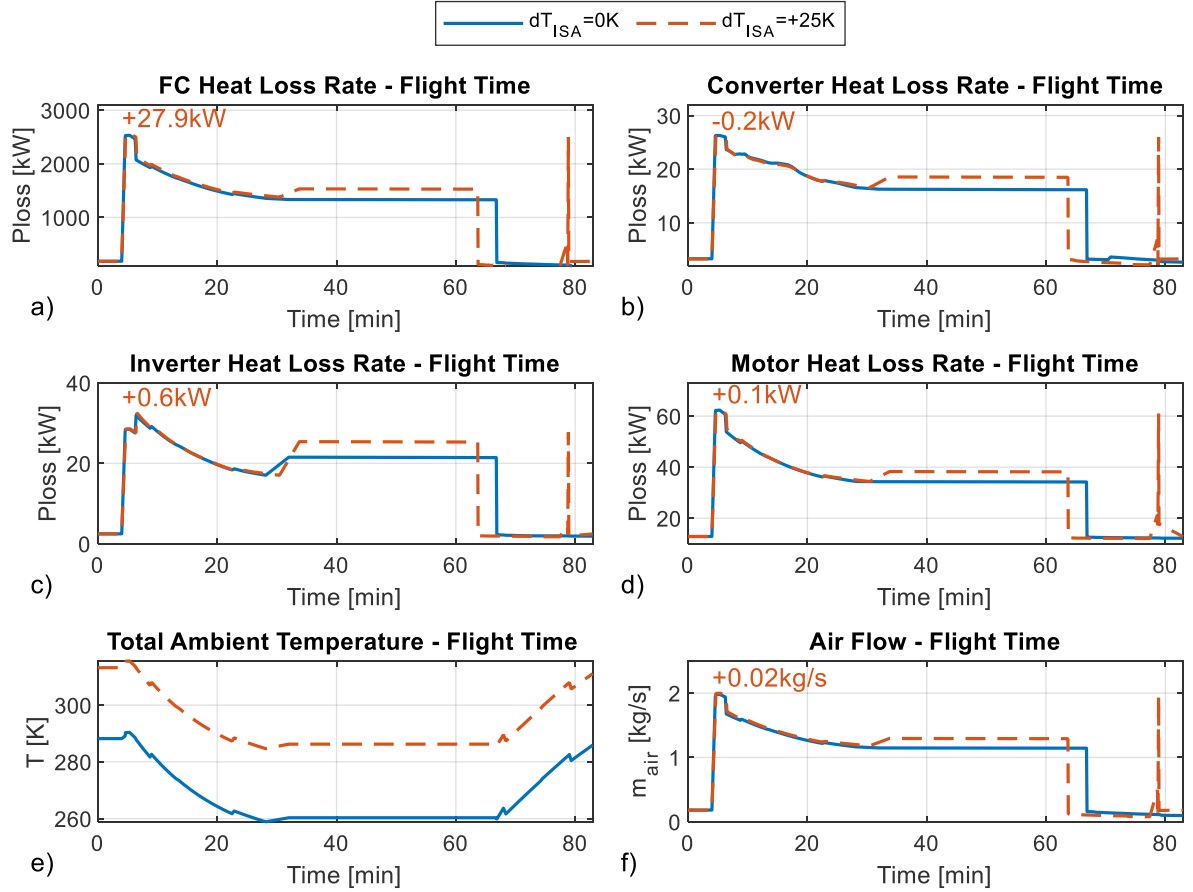 dT_ISA=0K dT_ISA=+25K
FC Heat Loss Rate - Flight Time
+27.9kW
Ploss [kW]
3000
2000
1000
0 20 40 60 80
Time [min]
a)
Converter Heat Loss Rate - Flight Time
-0.2kW
Ploss [kW]
30
20
10
0 20 40 60 80
Time [min]
b)
Inverter Heat Loss Rate - Flight Time
+0.6kW
Ploss [kW]
40
20
0
0 20 40 60 80
Time [min]
c)
Motor Heat Loss Rate - Flight Time
+0.1kW
Ploss [kW]
60
40
20
0 20 40 60 80
Time [min]
d)
Total Ambient Temperature - Flight Time
T [K]
300
280
260
0 20 40 60 80
Time [min]
e)
Air Flow - Flight Time
+0.02kg/s
m_air [kg/s]
2
1
0
0 20 40 60 80
Time [min]
f)